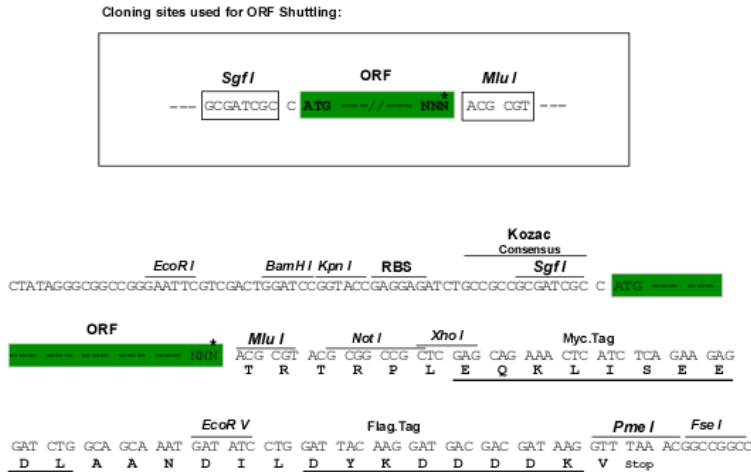 Cloning sites used for ORF Shuttling:
Sgf I ORF Mlu I
--- GCGATCGC C ATG ---//--- NNN* ACG CGT ---
Kozac
Consensus
EcoR I BamH I Kpn I RBS Sgf I
CTATAGGGCGGCCGGGAATTCGTCGACTGGATCCGGTACCGAGGAGATCTGCCGCCGCGATCGC C ATG --- ---
ORF
Mlu I Not I Xho I Myc.Tag
--- --- --- --- --- NNN* ACG CGT ACG CGG CCG CTC GAG CAG AAA CTC ATC TCA GAA GAG
T R T R P L E Q K L I S E E
EcoR V Flag.Tag Pme I Fse I
GAT CTG GCA GCA AAT GAT ATC CTG GAT TAC AAG GAT GAC GAC GAT AAG GTT TAA ACGGCCGGCC
D L A A N D I L D Y K D D D D K V Stop